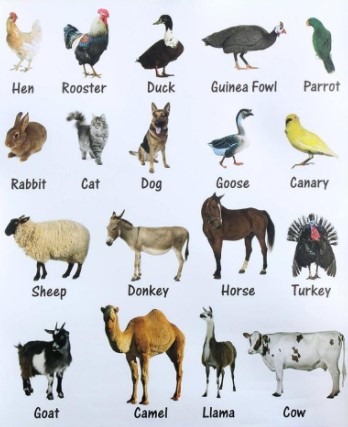 Hen Rooster Duck Guinea Fowl Parrot
Rabbit Cat Dog Goose Canary
Sheep Donkey Horse Turkey
Goat Camel Llama Cow